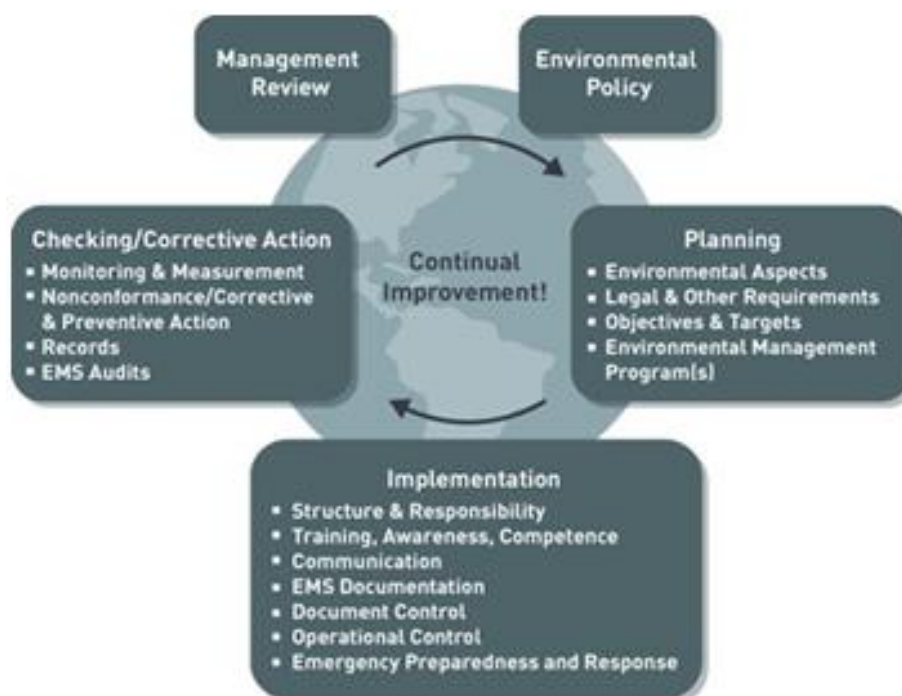 Management
Review
Environmental
Policy
Checking/Corrective Action
▪ Monitoring & Measurement
▪ Nonconformance/Corrective
& Preventive Action
▪ Records
▪ EMS Audits
Continual
Improvement!
Planning
▪ Environmental Aspects
▪ Legal & Other Requirements
▪ Objectives & Targets
▪ Environmental Management
Program(s)
Implementation
▪ Structure & Responsibility
▪ Training, Awareness, Competence
▪ Communication
▪ EMS Documentation
▪ Document Control
▪ Operational Control
▪ Emergency Preparedness and Response